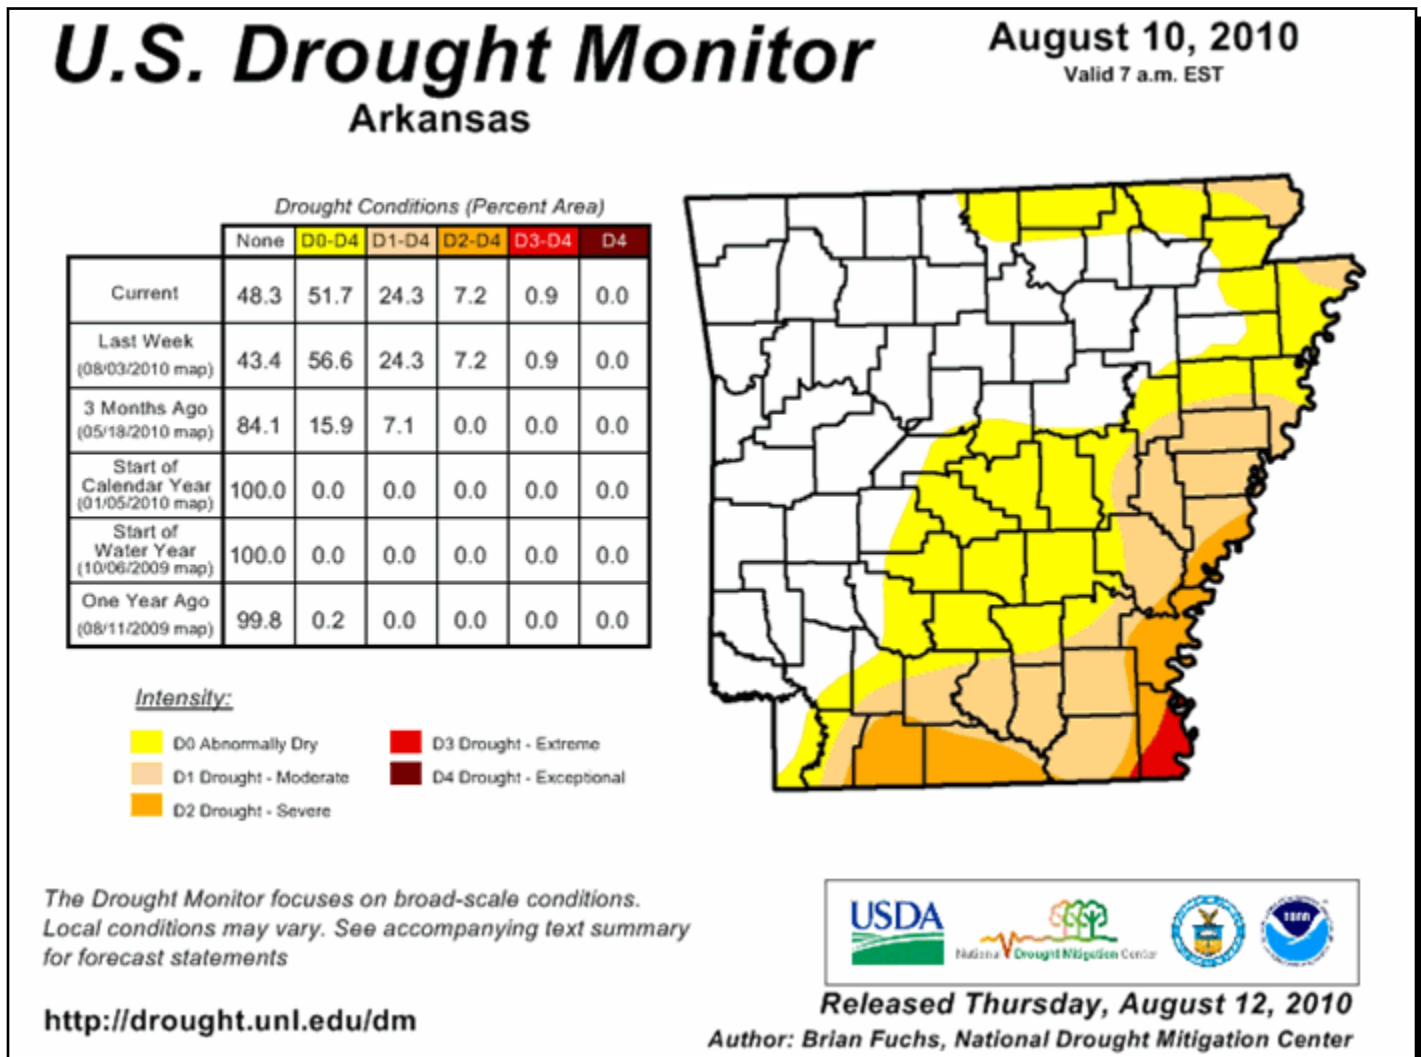 U.S. Drought Monitor
Arkansas
August 10, 2010
Valid 7 a.m. EST
Drought Conditions (Percent Area)
None D0-D4 D1-D4 D2-D4 D3-D4 D4
Current 48.3 51.7 24.3 7.2 0.9 0.0
Last Week
(08/03/2010 map) 43.4 56.6 24.3 7.2 0.9 0.0
3 Months Ago
(05/18/2010 map) 84.1 15.9 7.1 0.0 0.0 0.0
Start of
Calendar Year
(01/05/2010 map) 100.0 0.0 0.0 0.0 0.0 0.0
Start of
Water Year
(10/06/2009 map) 100.0 0.0 0.0 0.0 0.0 0.0
One Year Ago
(08/11/2009 map) 99.8 0.2 0.0 0.0 0.0 0.0
Intensity:
D0 Abnormally Dry
D1 Drought - Moderate
D2 Drought - Severe
D3 Drought - Extreme
D4 Drought - Exceptional
The Drought Monitor focuses on broad-scale conditions.
Local conditions may vary. See accompanying text summary
for forecast statements
http://drought.unl.edu/dm
USDA
National Drought Mitigation Center
Released Thursday, August 12, 2010
Author: Brian Fuchs, National Drought Mitigation Center